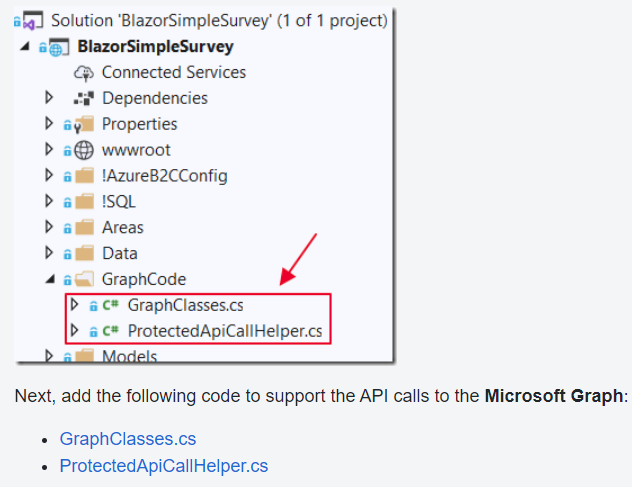 Solution 'BlazorSimpleSurvey' (1 of 1 project)
BlazorSimpleSurvey
Connected Services
Dependencies
Properties
wwwroot
!AzureB2CConfig
!SQL
Areas
Data
GraphCode
C# GraphClasses.cs
C# ProtectedApiCallHelper.cs
Models
Next, add the following code to support the API calls to the Microsoft Graph:
• GraphClasses.cs
• ProtectedApiCallHelper.cs